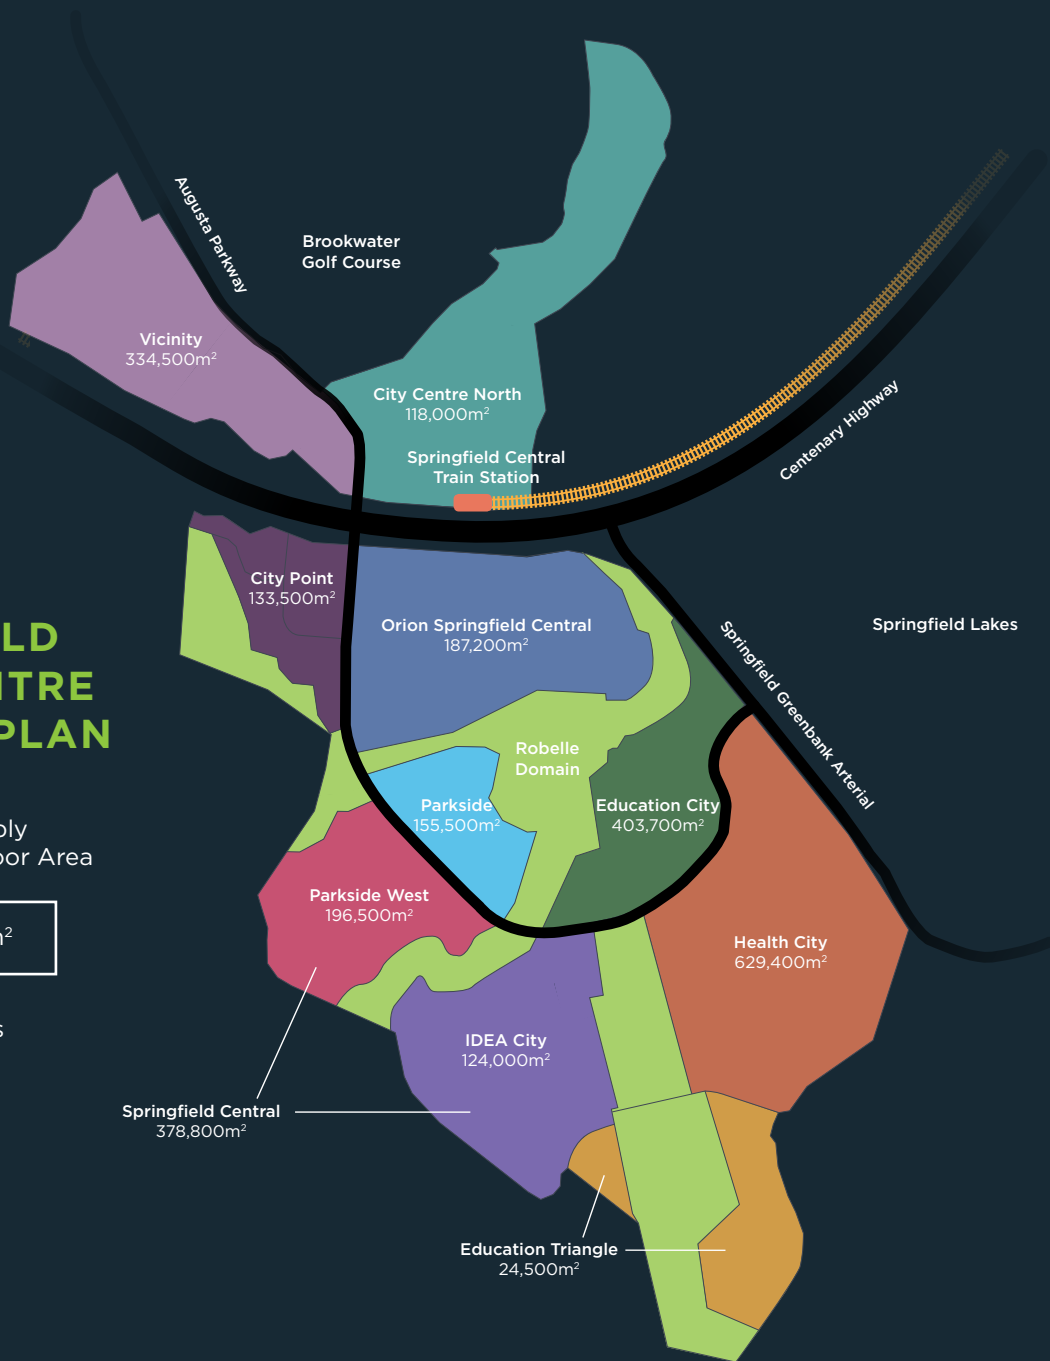 Augusta Parkway
Brookwater
Golf Course
Vicinity
334,500m²
City Centre North
118,000m²
Centenary Highway
Springfield Central
Train Station
City Point
133,500m²
Orion Springfield Central
187,200m²
Springfield Lakes
Springfield Greenbank Arterial
LD
TRE
PLAN
Robelle
Domain
Parkside
155,500m²
Education City
403,700m²
oor Area
Parkside West
196,500m²
Health City
629,400m²
IDEA City
124,000m²
Springfield Central
378,800m²
Education Triangle
24,500m²